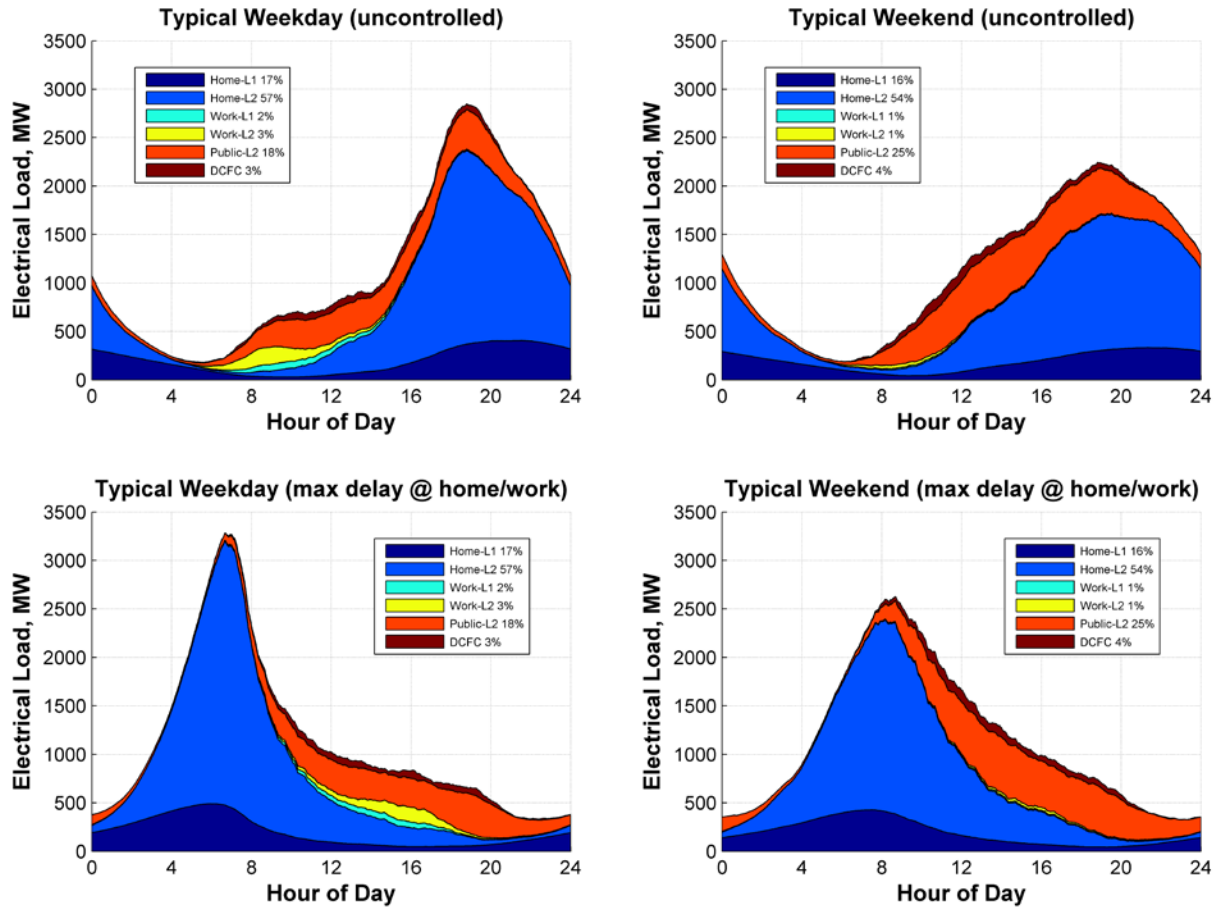 Typical Weekday (uncontrolled)
3500
3000
2500
2000
1500
1000
500
0
Electrical Load, MW
Home-L1 17%
Home-L2 57%
Work-L1 2%
Work-L2 3%
Public-L2 18%
DCFC 3%
0 4 8 12 16 20 24
Hour of Day
Typical Weekend (uncontrolled)
3500
3000
2500
2000
1500
1000
500
0
Electrical Load, MW
Home-L1 16%
Home-L2 54%
Work-L1 1%
Work-L2 1%
Public-L2 25%
DCFC 4%
0 4 8 12 16 20 24
Hour of Day
Typical Weekday (max delay @ home/work)
3500
3000
2500
2000
1500
1000
500
0
Electrical Load, MW
Home-L1 17%
Home-L2 57%
Work-L1 2%
Work-L2 3%
Public-L2 18%
DCFC 3%
0 4 8 12 16 20 24
Hour of Day
Typical Weekend (max delay @ home/work)
3500
3000
2500
2000
1500
1000
500
0
Electrical Load, MW
Home-L1 16%
Home-L2 54%
Work-L1 1%
Work-L2 1%
Public-L2 25%
DCFC 4%
0 4 8 12 16 20 24
Hour of Day